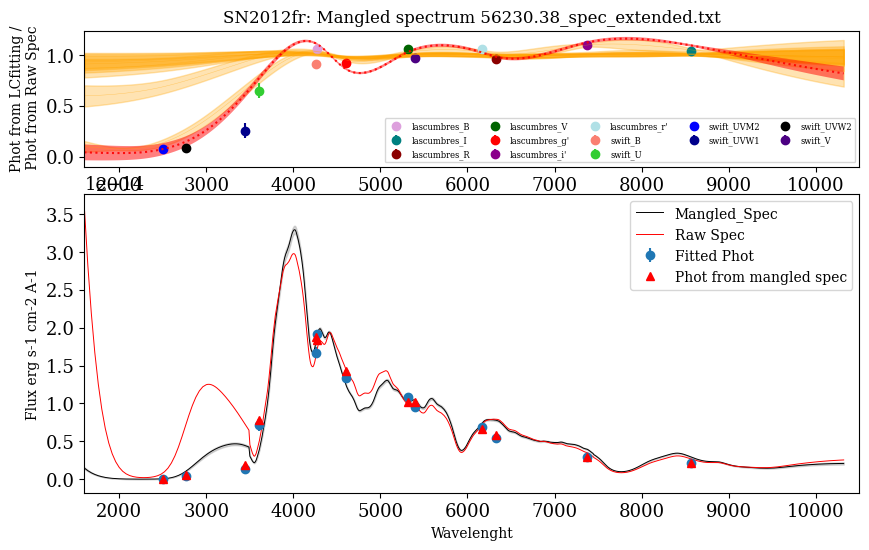 SN2012fr: Mangled spectrum 56230.38_spec_extended.txt
Phot from LCfitting /
Phot from Raw Spec
1.0
0.5
0.0
lascumbres_B lascumbres_V lascumbres_r' swift_UVM2 swift_UVW2
lascumbres_I lascumbres_g' swift_B swift_UVW1 swift_V
lascumbres_R lascumbres_i' swift_U
2000 3000 4000 5000 6000 7000 8000 9000 10000
Flux erg s-1 cm-2 A-1
3.5
3.0
2.5
2.0
1.5
1.0
0.5
0.0
Mangled_Spec
Raw Spec
Fitted Phot
Phot from mangled spec
2000 3000 4000 5000 6000 7000 8000 9000 10000
Wavelenght